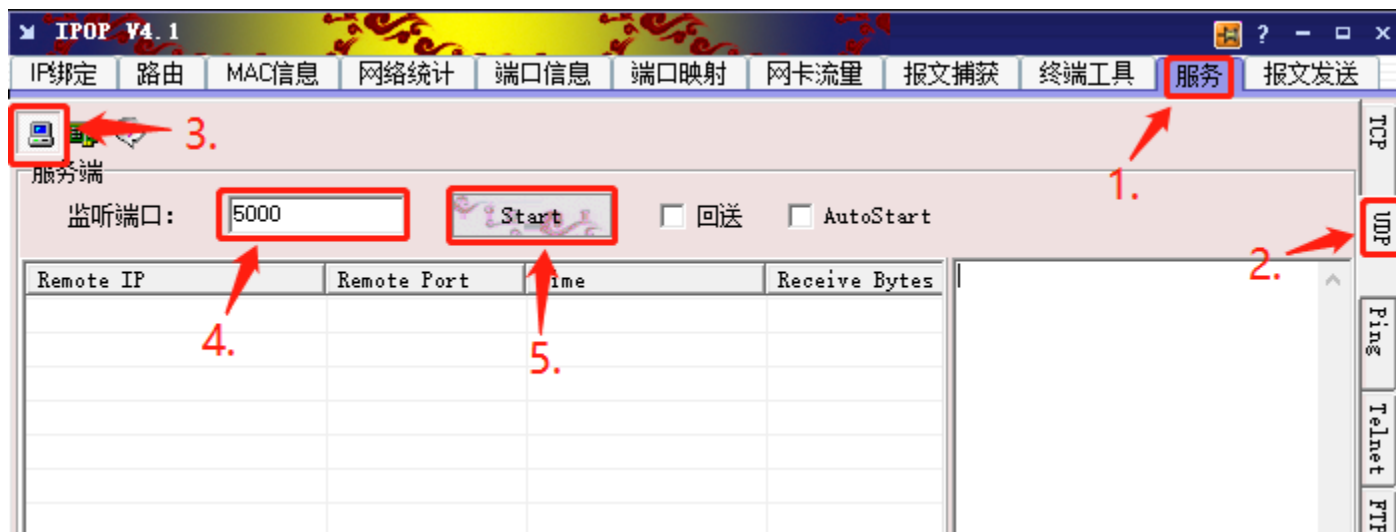 IPOP V4.1
?
IP绑定 路由 MAC信息 网络统计 端口信息 端口映射 网卡流量 报文捕获 终端工具 服务 报文发送
3.
1.
TCP
服务端
监听端口: 5000 Start 回送 AutoStart
UDP
2.
Remote IP Remote Port Time Receive Bytes
4.
5.
Ping
Telnet
FTP